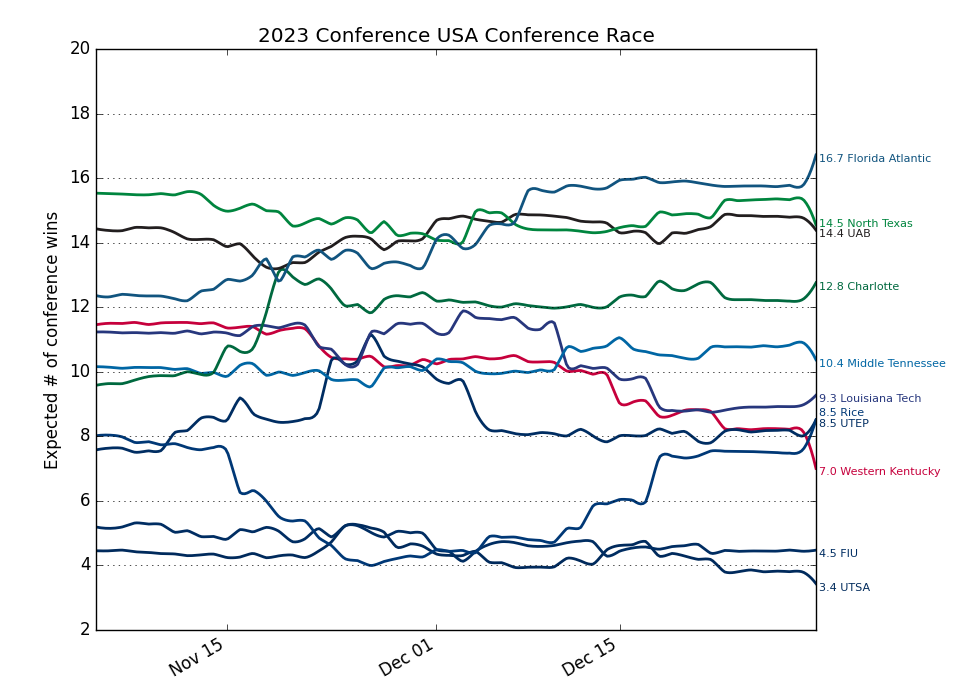 2023 Conference USA Conference Race
Expected # of conference wins
20
18
16
14
12
10
8
6
4
2
Nov 15
Dec 01
Dec 15
16.7 Florida Atlantic
14.5 North Texas
14.4 UAB
12.8 Charlotte
10.4 Middle Tennessee
9.3 Louisiana Tech
8.5 Rice
8.5 UTEP
7.0 Western Kentucky
4.5 FIU
3.4 UTSA